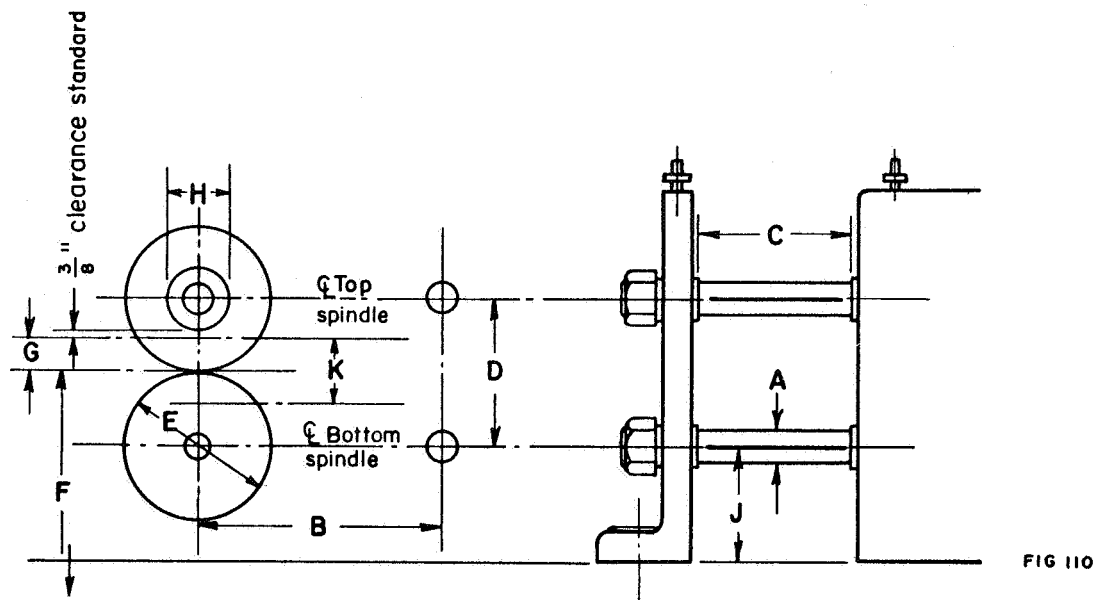 3/8" clearance standard
H
℄ Top
spindle
G
K
D
C
A
E
℄ Bottom
spindle
F
B
J
FIG 110